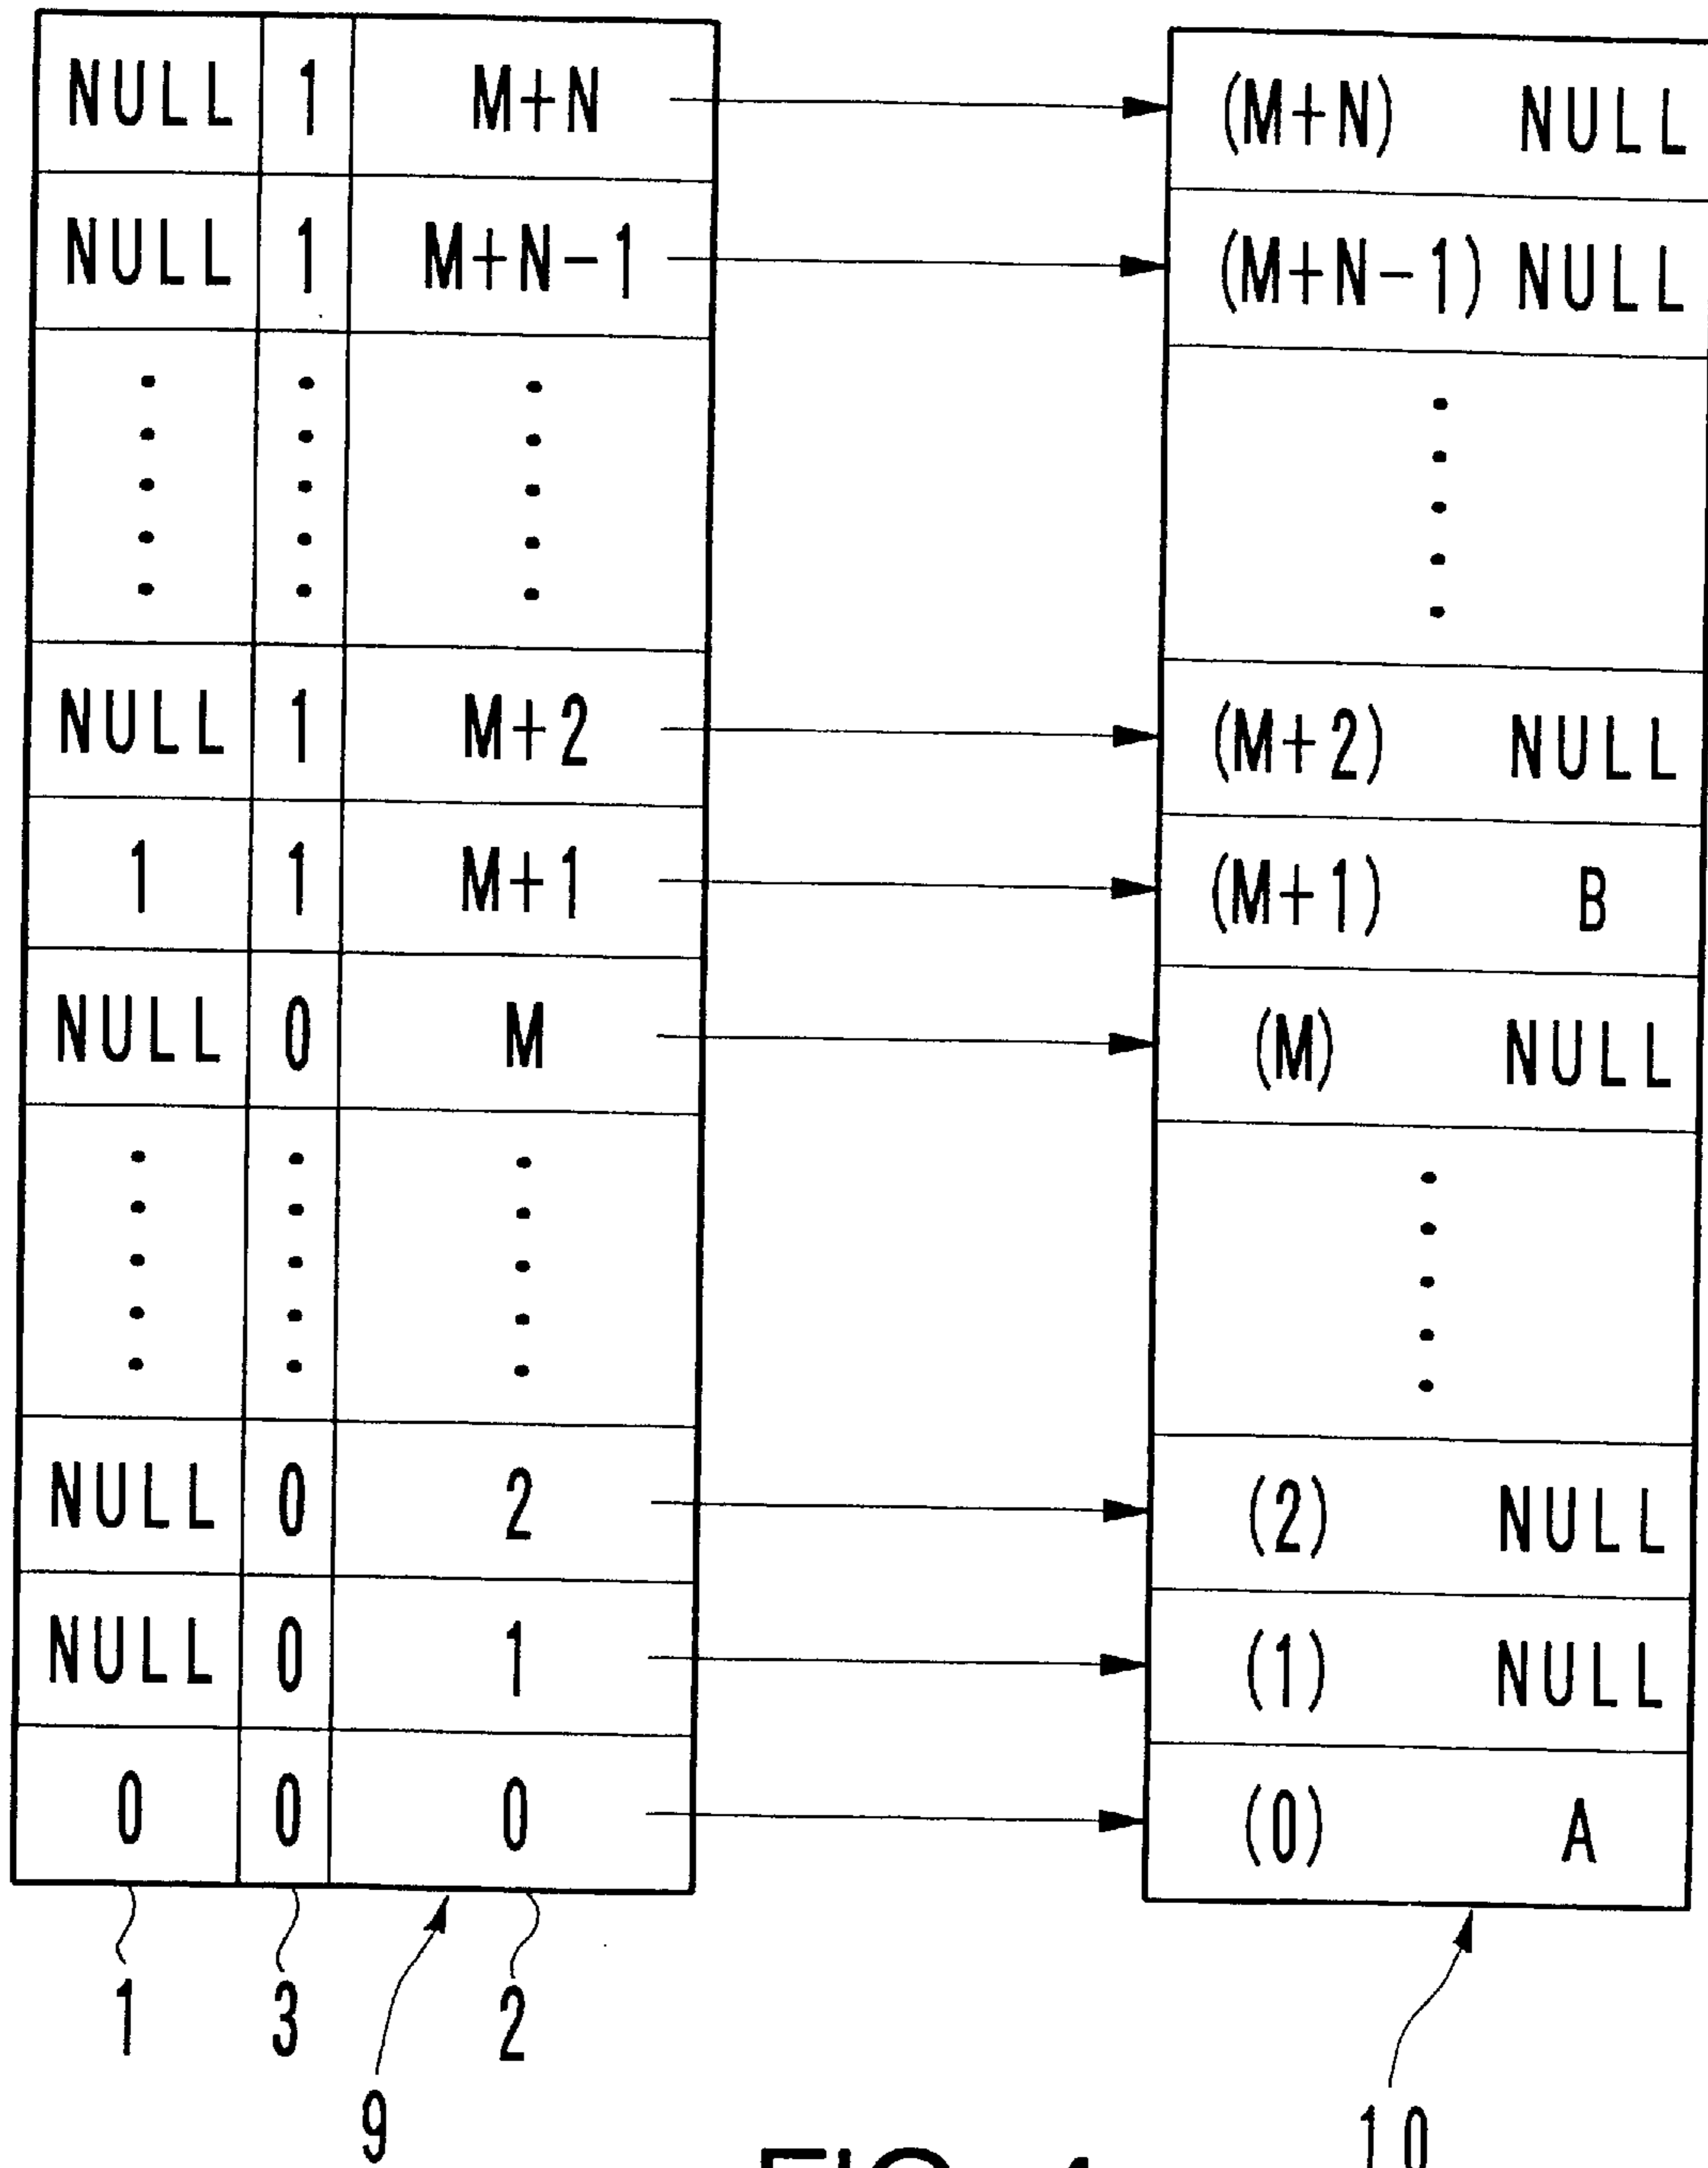 NULL 1 M+N (M+N) NULL
NULL 1 M+N-1 (M+N-1) NULL
NULL 1 M+2 (M+2) NULL
1 1 M+1 (M+1) B
NULL 0 M (M) NULL
NULL 0 2 (2) NULL
NULL 0 1 (1) NULL
0 0 0 (0) A
1 3 2
9 10